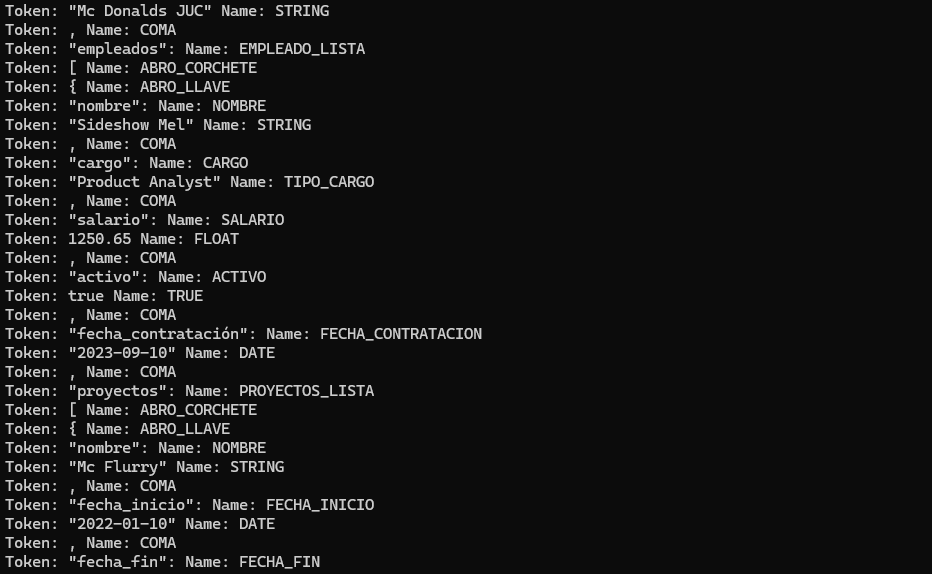 Token: "Mc Donalds JUC" Name: STRING
Token: , Name: COMA
Token: "empleados": Name: EMPLEADO_LISTA
Token: [ Name: ABRO_CORCHETE
Token: { Name: ABRO_LLAVE
Token: "nombre": Name: NOMBRE
Token: "Sideshow Mel" Name: STRING
Token: , Name: COMA
Token: "cargo": Name: CARGO
Token: "Product Analyst" Name: TIPO_CARGO
Token: , Name: COMA
Token: "salario": Name: SALARIO
Token: 1250.65 Name: FLOAT
Token: , Name: COMA
Token: "activo": Name: ACTIVO
Token: true Name: TRUE
Token: , Name: COMA
Token: "fecha_contratación": Name: FECHA_CONTRATACION
Token: "2023-09-10" Name: DATE
Token: , Name: COMA
Token: "proyectos": Name: PROYECTOS_LISTA
Token: [ Name: ABRO_CORCHETE
Token: { Name: ABRO_LLAVE
Token: "nombre": Name: NOMBRE
Token: "Mc Flurry" Name: STRING
Token: , Name: COMA
Token: "fecha_inicio": Name: FECHA_INICIO
Token: "2022-01-10" Name: DATE
Token: , Name: COMA
Token: "fecha_fin": Name: FECHA_FIN